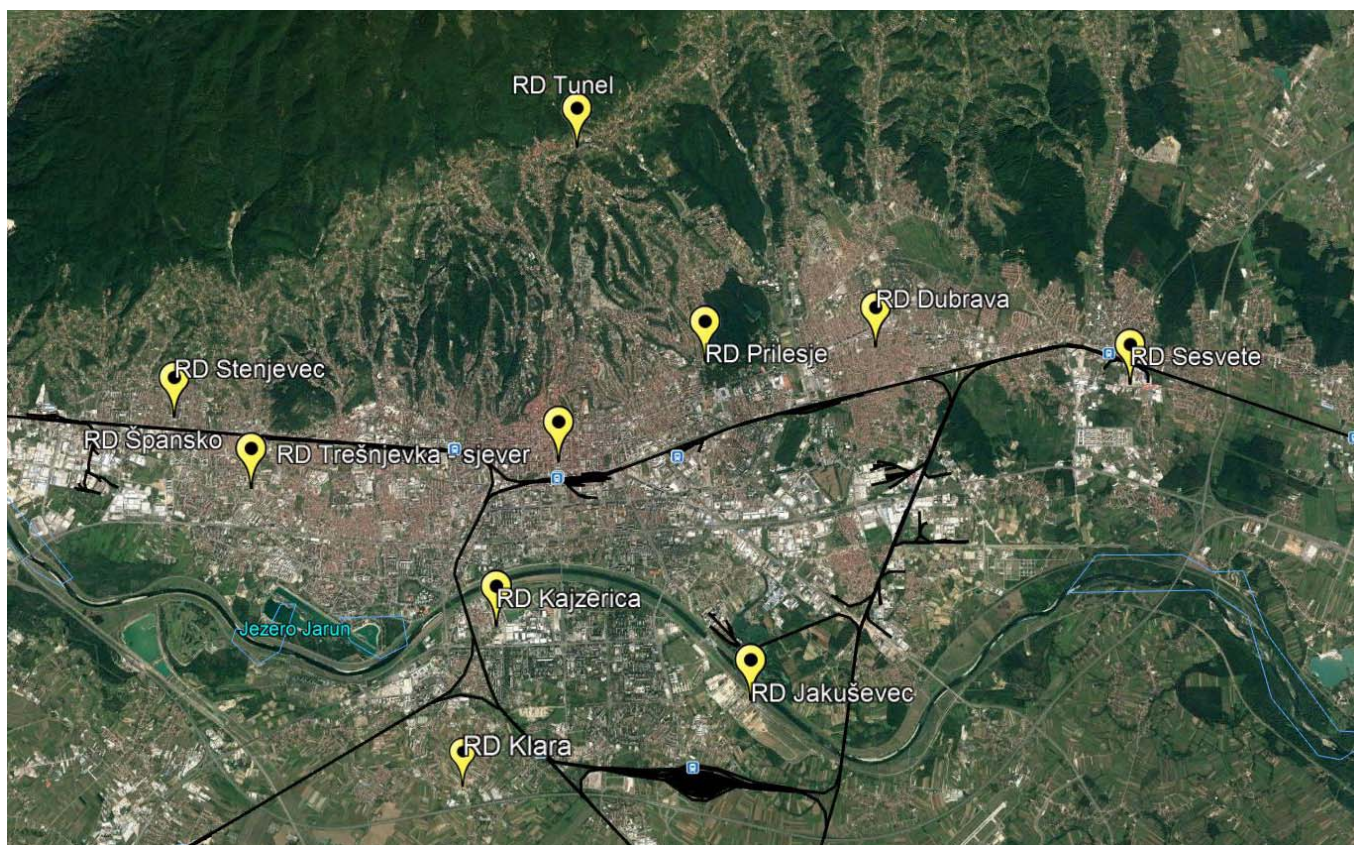 RD Tunel
RD Dubrava
RD Prilesje
RD Sesvete
RD Stenjevec
RD Špansko
RD Trešnjevka - sjever
RD Kajzerica
Jezero Jarun
RD Jakuševec
RD Klara